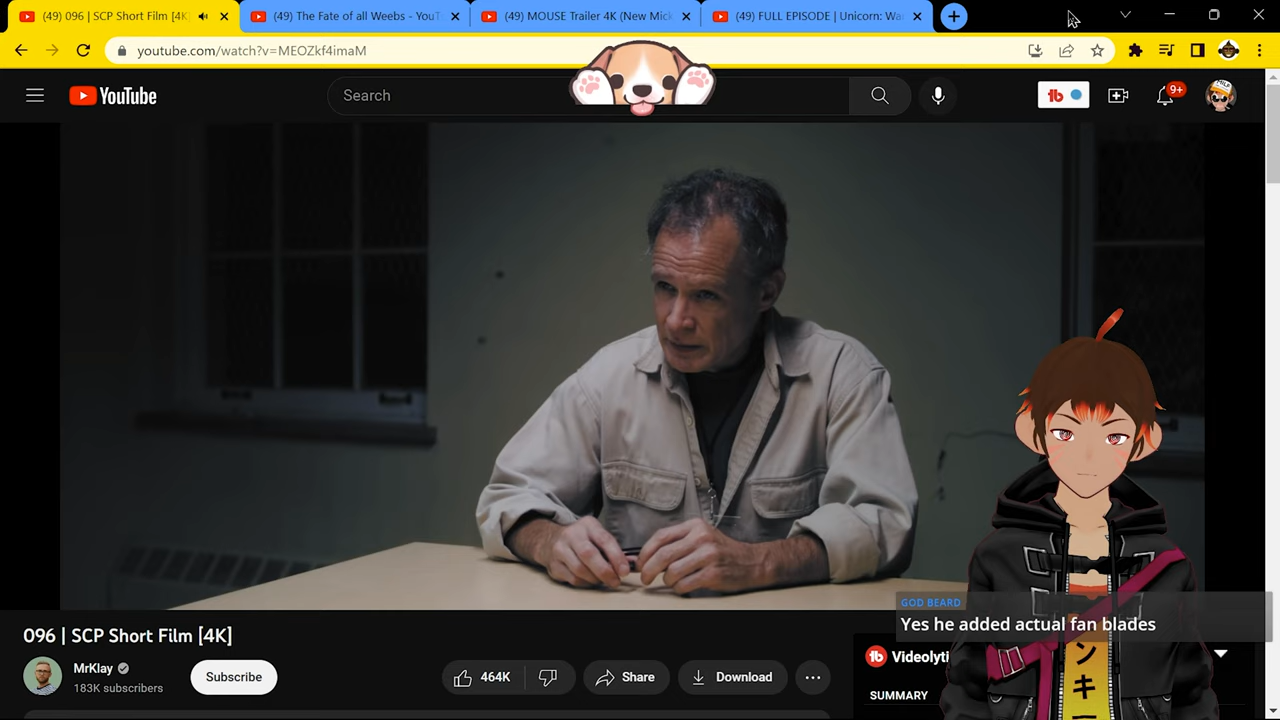 (49) 096 | SCP Short Film [4K
(49) The Fate of all Weebs - YouT
(49) MOUSE Trailer 4K (New Mick
(49) FULL EPISODE | Unicorn: Wa
youtube.com/watch?v=MEOZkf4imaM
YouTube
Search
9+
096 | SCP Short Film [4K]
MrKlay
183K subscribers
Subscribe
464K
Share
Download
GOD BEARD
Yes he added actual fan blades
Videolyti
SUMMARY
ンキー